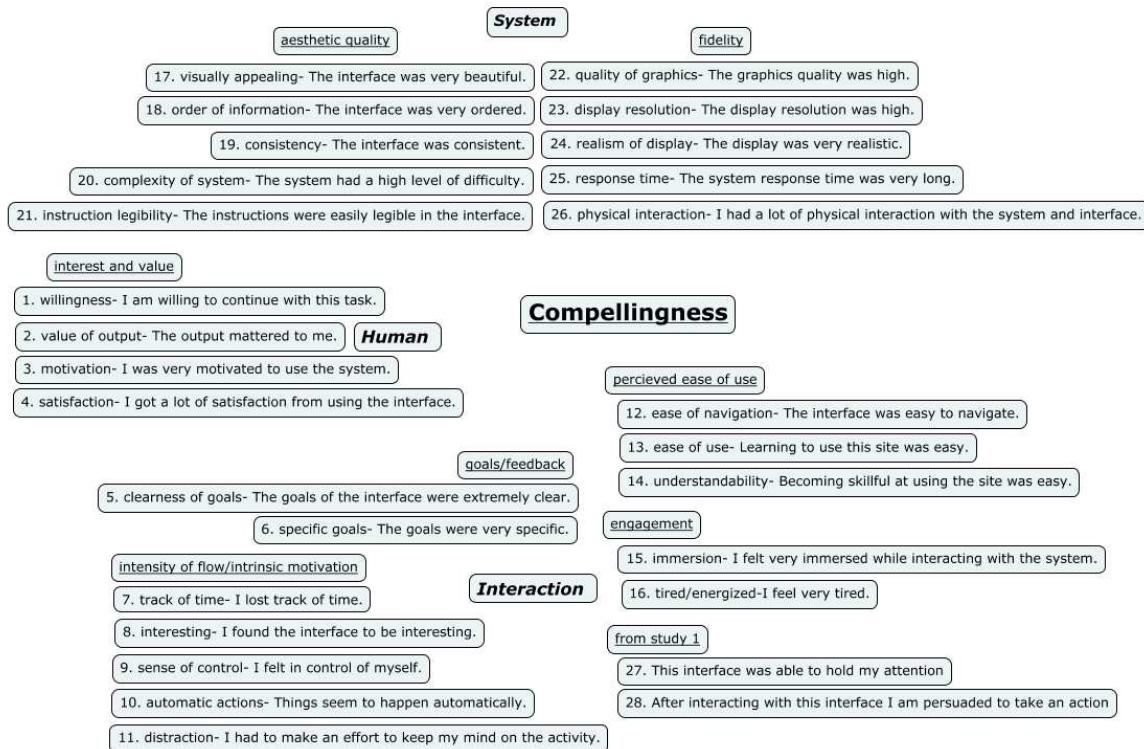 System
aesthetic quality
17. visually appealing- The interface was very beautiful.
18. order of information- The interface was very ordered.
19. consistency- The interface was consistent.
20. complexity of system- The system had a high level of difficulty.
21. instruction legibility- The instructions were easily legible in the interface.
fidelity
22. quality of graphics- The graphics quality was high.
23. display resolution- The display resolution was high.
24. realism of display- The display was very realistic.
25. response time- The system response time was very long.
26. physical interaction- I had a lot of physical interaction with the system and interface.
interest and value
1. willingness- I am willing to continue with this task.
2. value of output- The output mattered to me.
Human
3. motivation- I was very motivated to use the system.
4. satisfaction- I got a lot of satisfaction from using the interface.
Compellingness
goals/feedback
5. clearness of goals- The goals of the interface were extremely clear.
6. specific goals- The goals were very specific.
intensity of flow/intrinsic motivation
7. track of time- I lost track of time.
8. interesting- I found the interface to be interesting.
9. sense of control- I felt in control of myself.
10. automatic actions- Things seem to happen automatically.
11. distraction- I had to make an effort to keep my mind on the activity.
Interaction
percieved ease of use
12. ease of navigation- The interface was easy to navigate.
13. ease of use- Learning to use this site was easy.
14. understandability- Becoming skillful at using the site was easy.
engagement
15. immersion- I felt very immersed while interacting with the system.
16. tired/energized-I feel very tired.
from study 1
27. This interface was able to hold my attention
28. After interacting with this interface I am persuaded to take an action